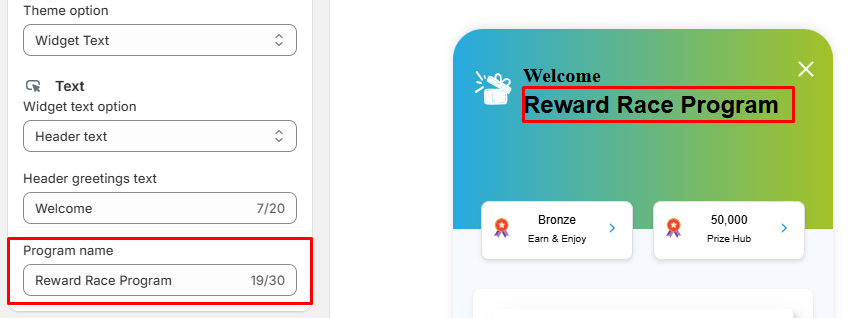 Theme option
Widget Text
Text
Widget text option
Header text
Header greetings text
Welcome 7/20
Program name
Reward Race Program 19/30
Welcome
Reward Race Program
Bronze
Earn & Enjoy
50,000
Prize Hub